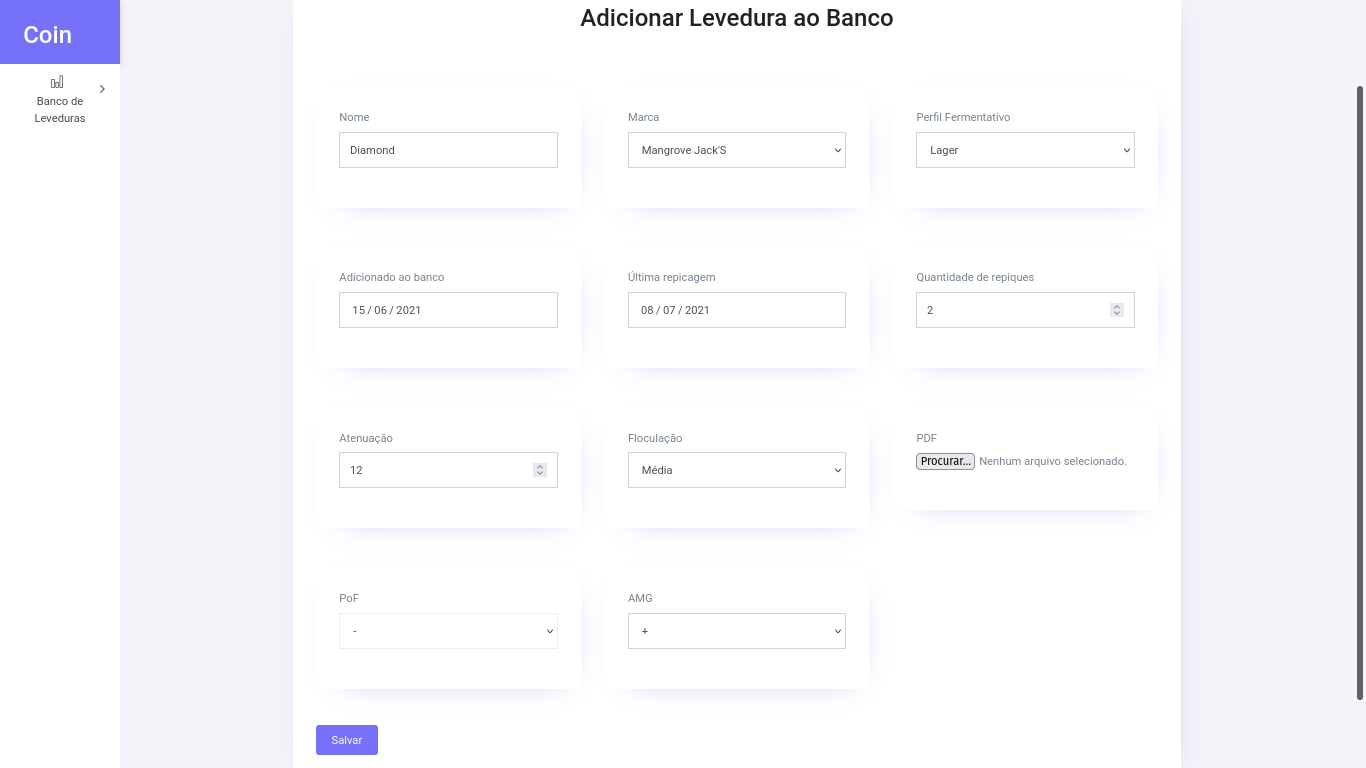 Coin
Banco de
Leveduras
Adicionar Levedura ao Banco
Nome
Marca
Perfil Fermentativo
Diamond
Mangrove Jack'S
Lager
Adicionado ao banco
Última repicagem
Quantidade de repiques
15 / 06 / 2021
08 / 07 / 2021
2
Atenuação
Floculação
PDF
12
Média
Procurar... Nenhum arquivo selecionado.
PoF
AMG
-
+
Salvar